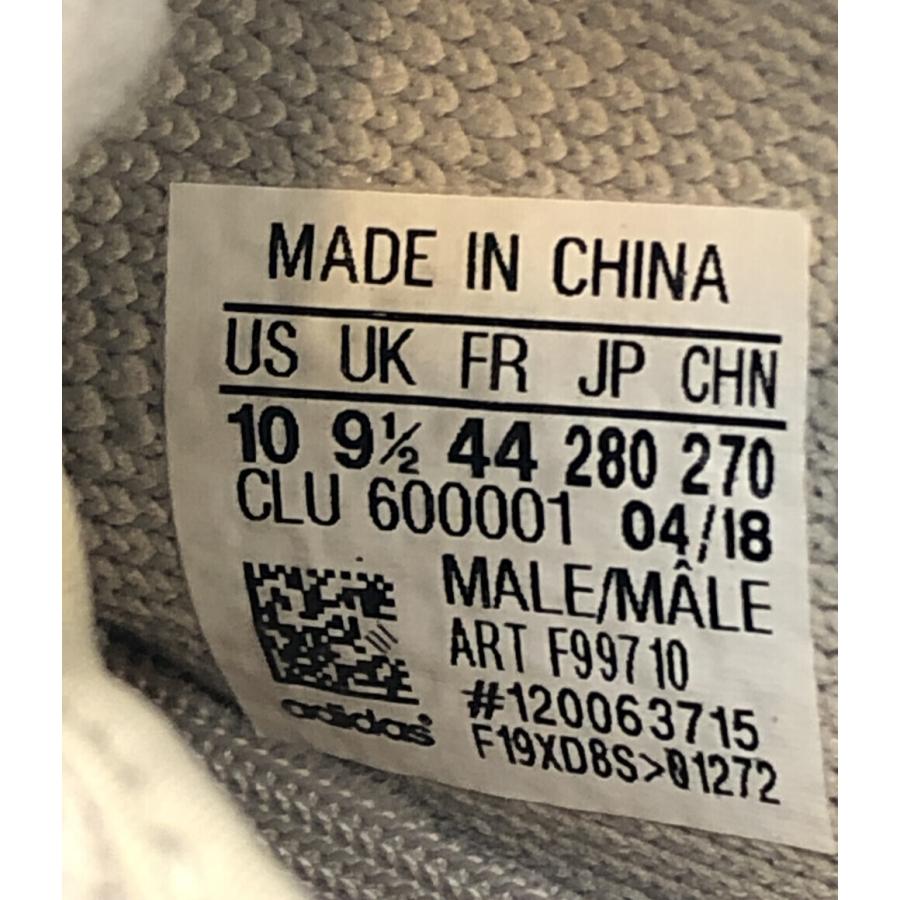 MADE IN CHINA
US UK FR JP CHN
10 9½ 44 280 270
CLU 600001 04/18
MALE/MÂLE
ART F99710
#120063715
F19XD8S>01272
adidas